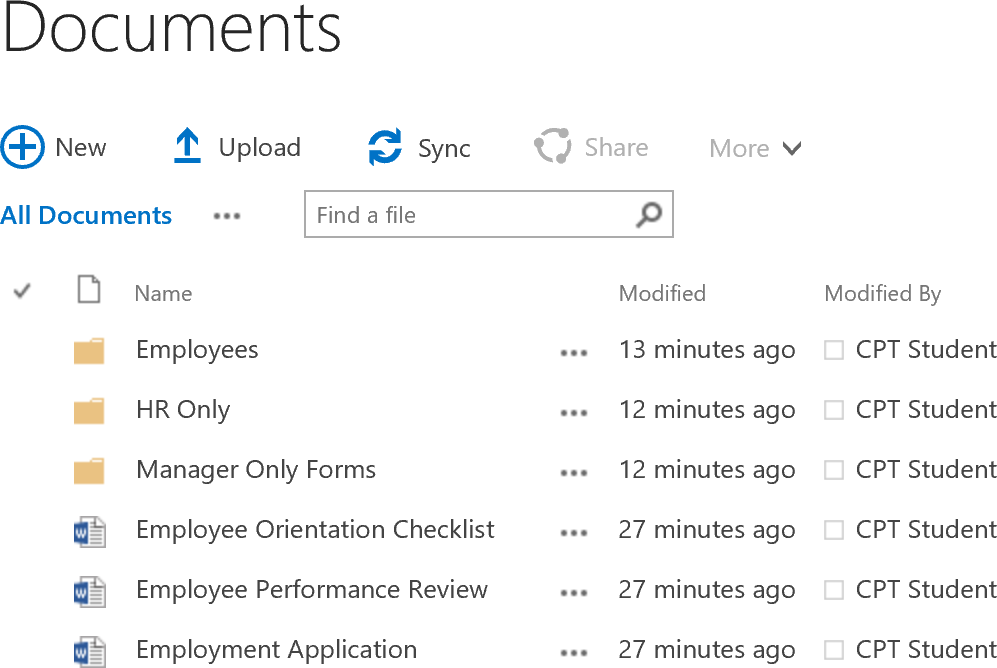 Documents
New Upload Sync Share More
All Documents ... Find a file
Name Modified Modified By
Employees ... 13 minutes ago CPT Student
HR Only ... 12 minutes ago CPT Student
Manager Only Forms ... 12 minutes ago CPT Student
Employee Orientation Checklist ... 27 minutes ago CPT Student
Employee Performance Review ... 27 minutes ago CPT Student
Employment Application ... 27 minutes ago CPT Student